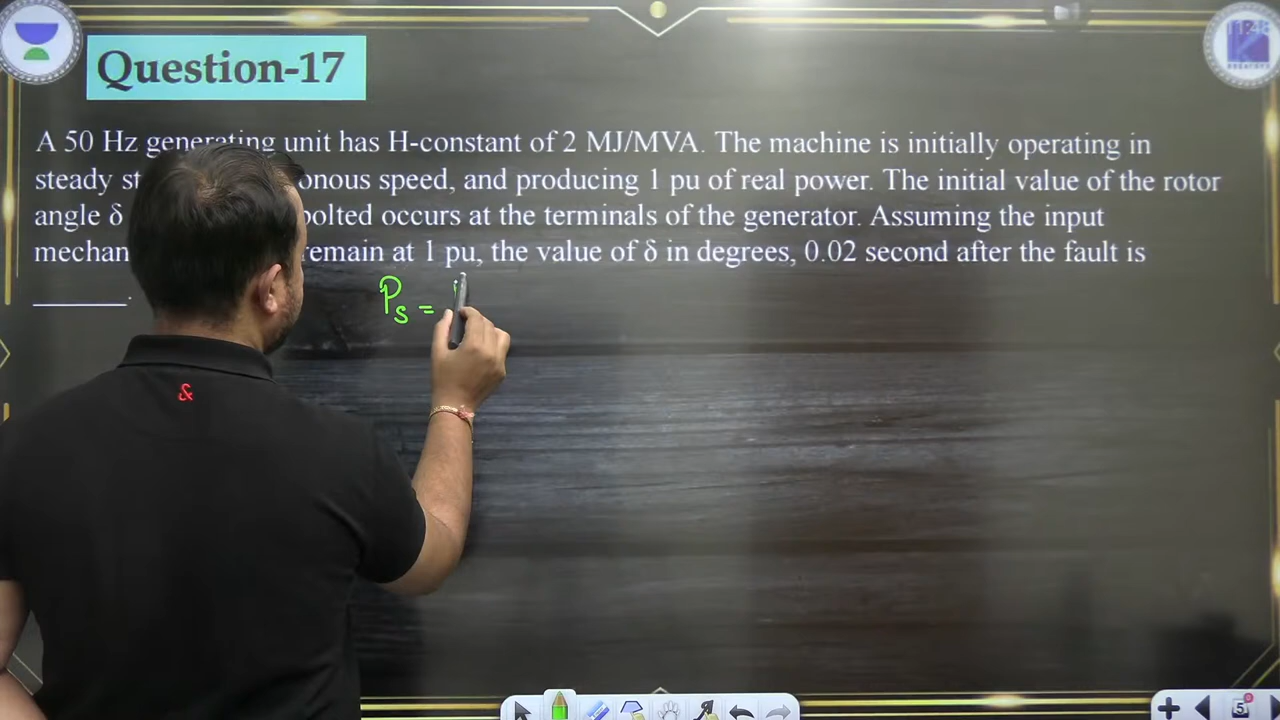 Question-17
A 50 Hz generating unit has H-constant of 2 MJ/MVA. The machine is initially operating in
steady onous speed, and producing 1 pu of real power. The initial value of the rotor
angle δ bolted occurs at the terminals of the generator. Assuming the input
mechan remain at 1 pu, the value of δ in degrees, 0.02 second after the fault is
______.
Ps =
&
5